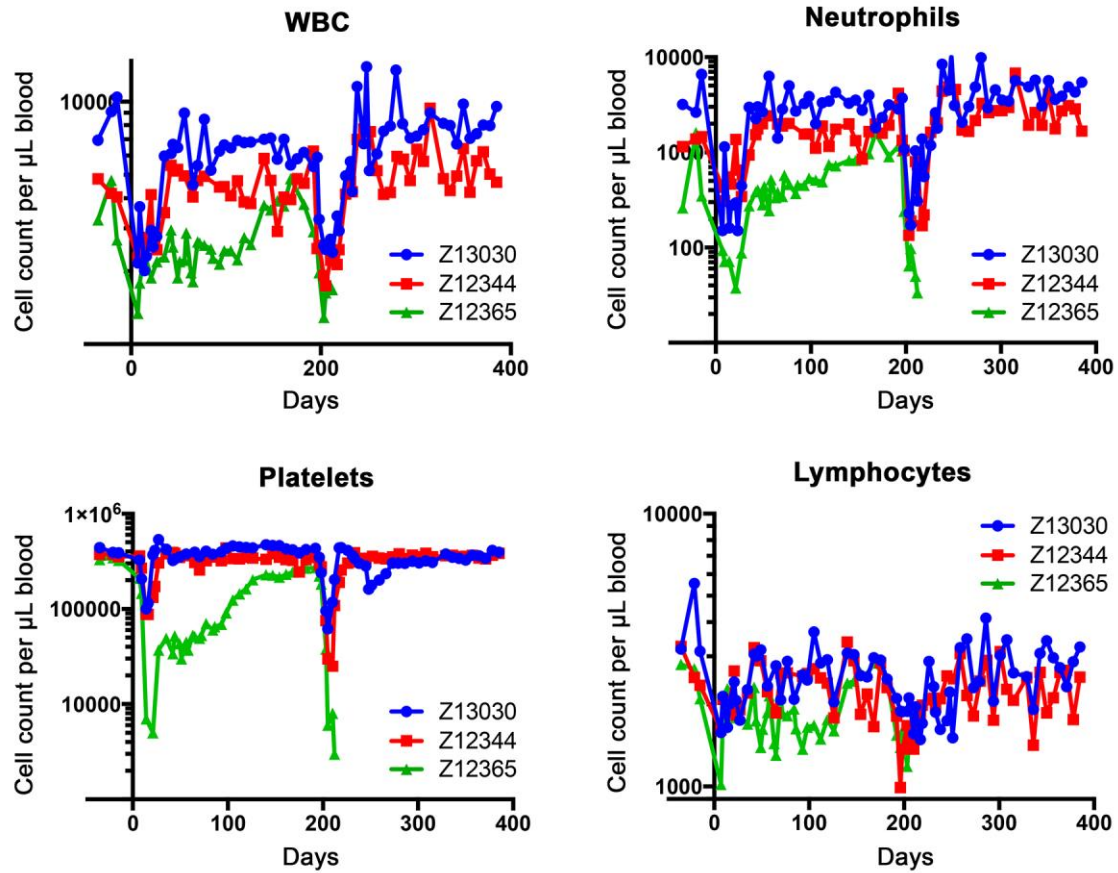 WBC
Cell count per µL blood
10000
0
200
400
Days
Z13030
Z12344
Z12365
Neutrophils
Cell count per µL blood
10000
1000
100
0
100
200
300
400
Days
Z13030
Z12344
Z12365
Platelets
Cell count per µL blood
1×10⁶
100000
10000
0
100
200
300
400
Days
Z13030
Z12344
Z12365
Lymphocytes
Cell count per µL blood
10000
1000
0
100
200
300
400
Days
Z13030
Z12344
Z12365